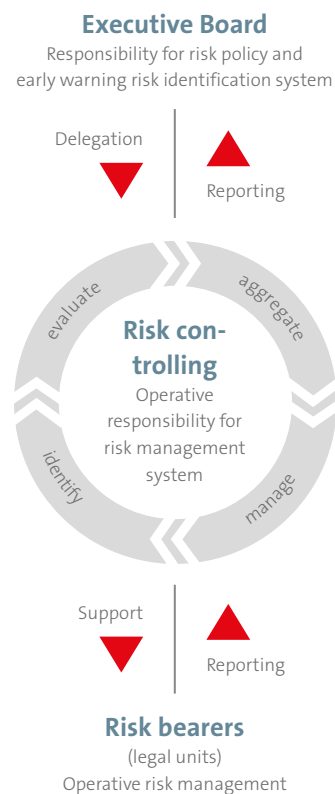 Executive Board
Responsibility for risk policy and
early warning risk identification system
Delegation
Reporting
evaluate
aggregate
Risk con-
trolling
Operative
responsibility for
risk management
system
identify
manage
Support
Reporting
Risk bearers
(legal units)
Operative risk management